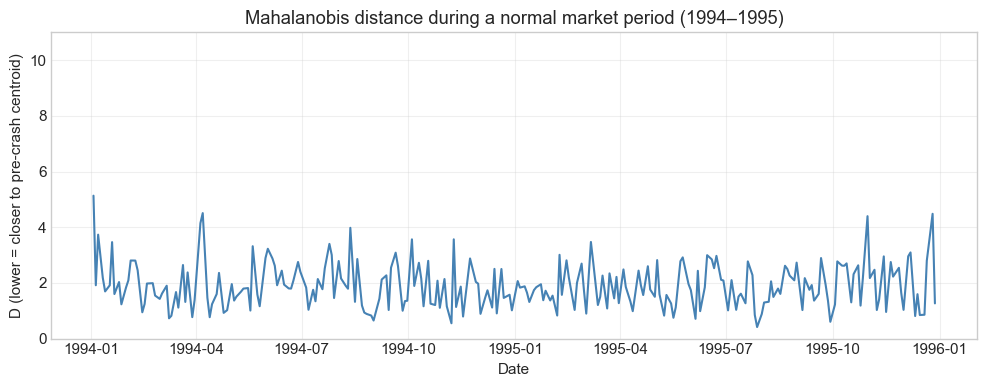 Mahalanobis distance during a normal market period (1994–1995)
D (lower = closer to pre-crash centroid)
10
8
6
4
2
0
1994-01 1994-04 1994-07 1994-10 1995-01 1995-04 1995-07 1995-10 1996-01
Date